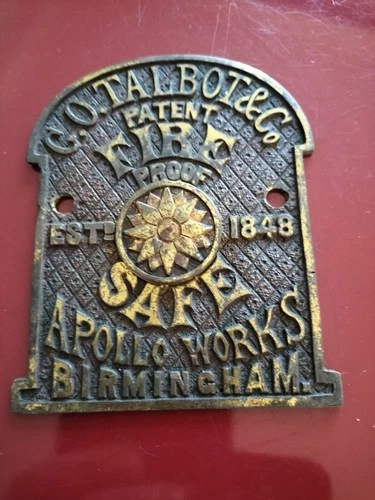 C.O. TALBOT & Co
PATENT
FIRE
PROOF
ESTD 1848
SAFE
APOLLO WORKS
BIRMINGHAM.